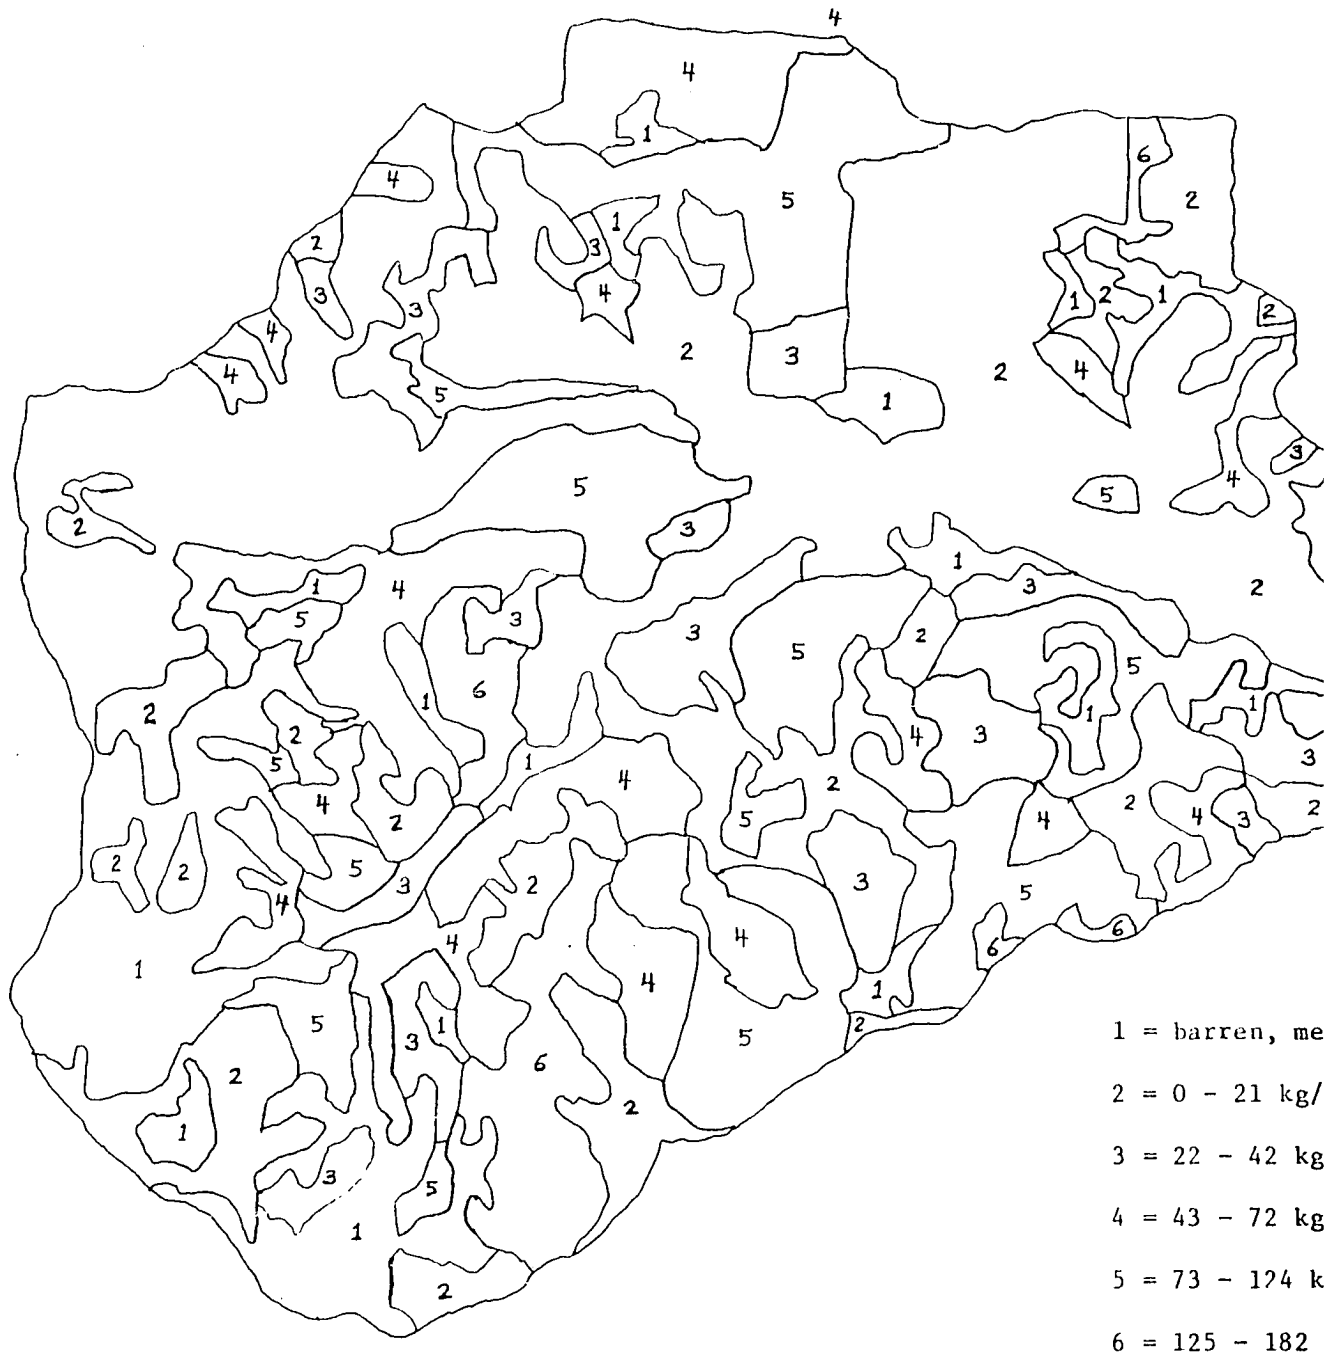 4
4
1
6
4
5 2
1
2 3
3 4 3 1 2 1 2
4
2 3
4 2 4
5 1
3
5 4 5
2 3
1
1 4 3 2
5 3
3 2
5 5
1 6 1 1
2 2 4 3
5 1 3
4 2
4 2 2
2 5 4 4 3
2 2 5 3 2 3 5
4
4 4 6 6
1 4 1
5 3 1 5 2
2 6
2
1
3 5
1
2
1 = barren, me
2 = 0 - 21 kg/
3 = 22 - 42 kg
4 = 43 - 72 kg
5 = 73 - 124 k
6 = 125 - 182